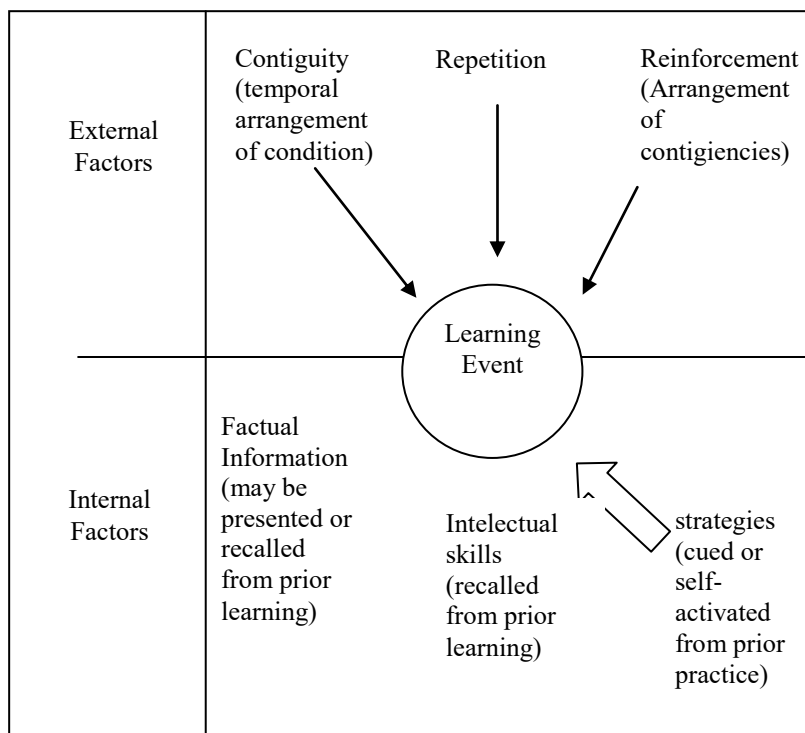 External
Factors
Contiguity
(temporal
arrangement
of condition)
Repetition
Reinforcement
(Arrangement
of
contigiencies)
Learning
Event
Internal
Factors
Factual
Information
(may be
presented or
recalled
from prior
learning)
Intelectual
skills
(recalled
from prior
learning)
strategies
(cued or
self-
activated
from prior
practice)